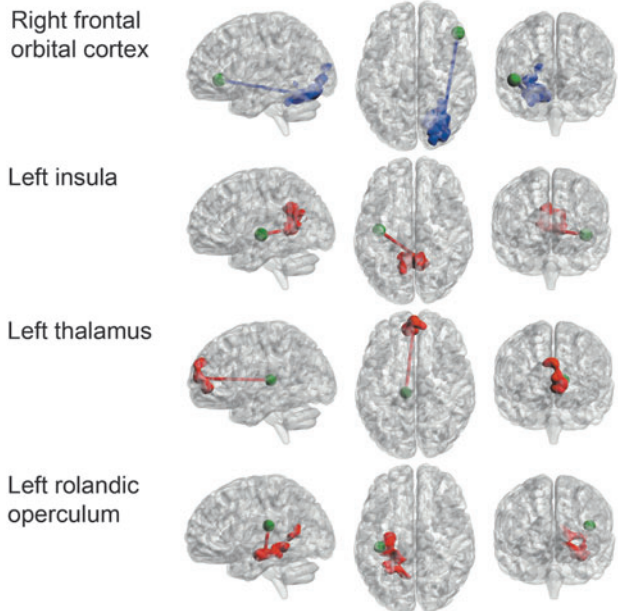 Right frontal
orbital cortex
Left insula
Left thalamus
Left rolandic
operculum